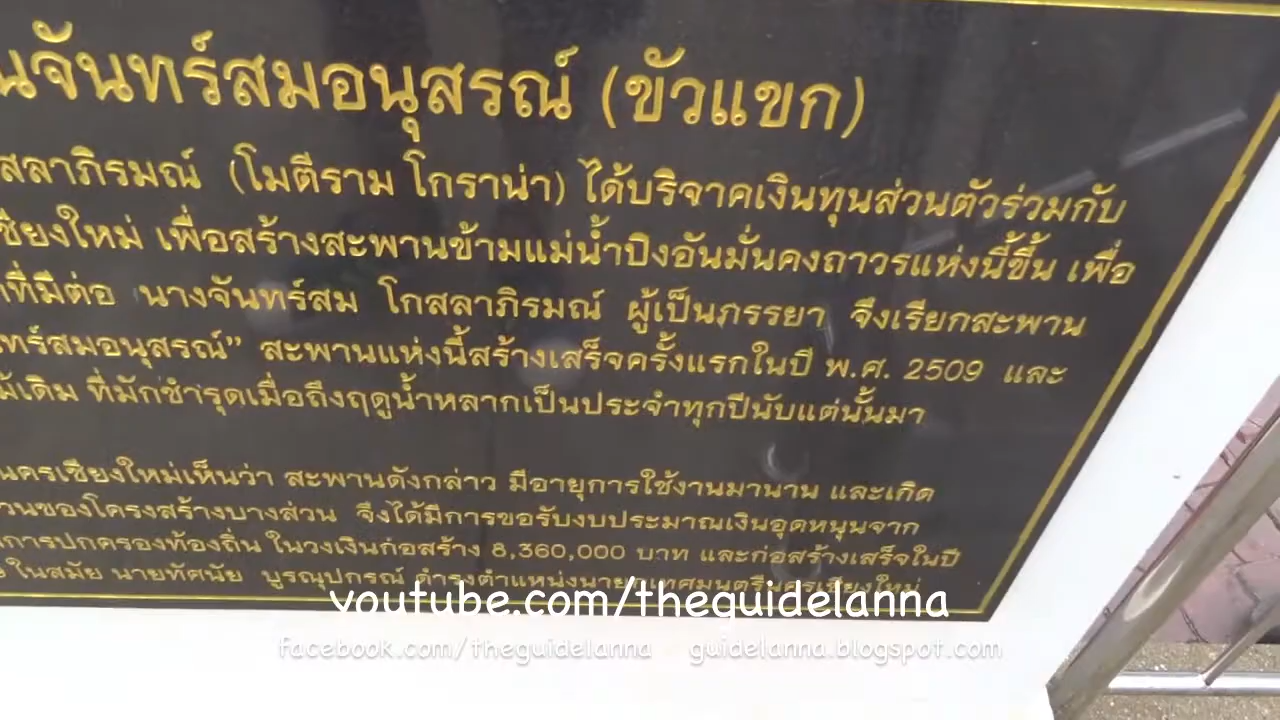 นจันทร์สมอนุสรณ์ (ขัวแขก)
สลาภิรมณ์ (โมตีราม โกราน่า) ได้บริจาคเงินทุนส่วนตัวร่วมกับ
ชียงใหม่ เพื่อสร้างสะพานข้ามแม่น้ำปิงอันมั่นคงถาวรแห่งนี้ขึ้น เพื่อ
ที่มีต่อ นางจันทร์สม โกสลาภิรมณ์ ผู้เป็นภรรยา จึงเรียกสะพาน
ทร์สมอนุสรณ์” สะพานแห่งนี้สร้างเสร็จครั้งแรกในปี พ.ศ. 2509 และ
ม้เดิม ที่มักชำรุดเมื่อถึงฤดูน้ำหลากเป็นประจำทุกปีนับแต่นั้นมา
นครเชียงใหม่เห็นว่า สะพานดังกล่าว มีอายุการใช้งานมานาน และเกิด
วนของโครงสร้างบางส่วน จึงได้มีการขอรับงบประมาณเงินอุดหนุนจาก
การปกครองท้องถิ่น ในวงเงินก่อสร้าง 8,360,000 บาท และก่อสร้างเสร็จในปี
ในสมัย นายทัศนัย บูรณุปกรณ์ ดำรงตำแหน่งนายกเทศมนตรีนครเชียงใหม่
youtube.com/theguidelanna
facebook.com/theguidelanna guidelanna.blogspot.com